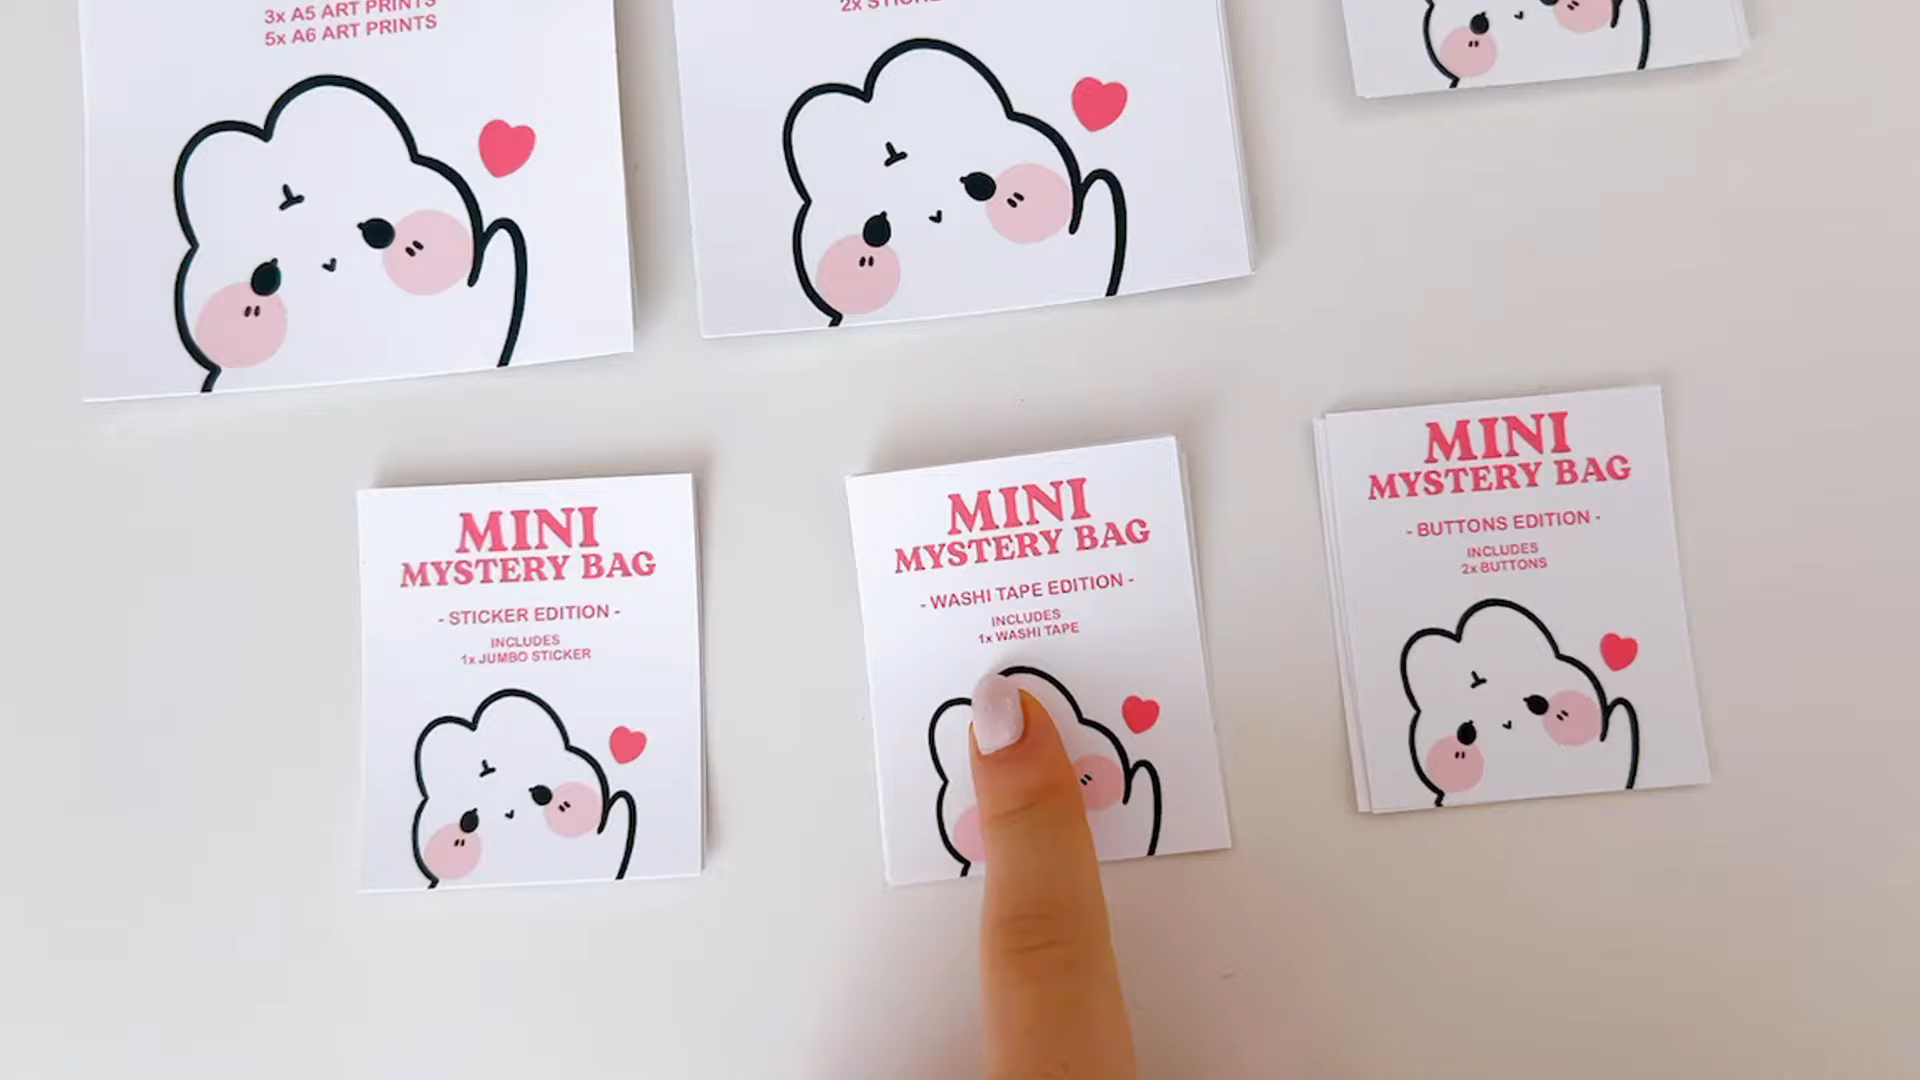 3x A5 ART PRINTS
5x A6 ART PRINTS
MINI
MYSTERY BAG
- STICKER EDITION -
INCLUDES
1x JUMBO STICKER
MINI
MYSTERY BAG
- WASHI TAPE EDITION -
INCLUDES
1x WASHI TAPE
MINI
MYSTERY BAG
- BUTTONS EDITION -
INCLUDES
2x BUTTONS